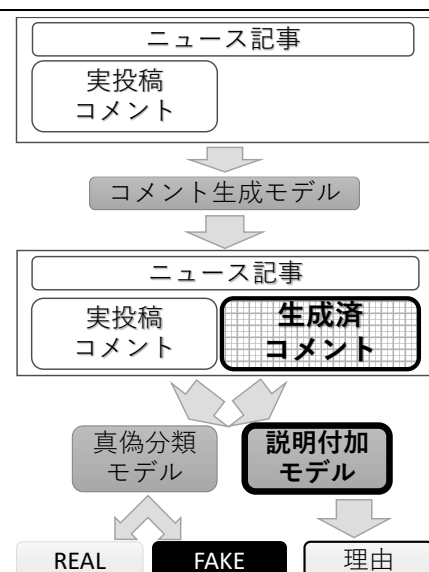 ニュース記事
実投稿
コメント
コメント生成モデル
ニュース記事
実投稿
コメント
生成済
コメント
真偽分類
モデル
説明付加
モデル
REAL
FAKE
理由